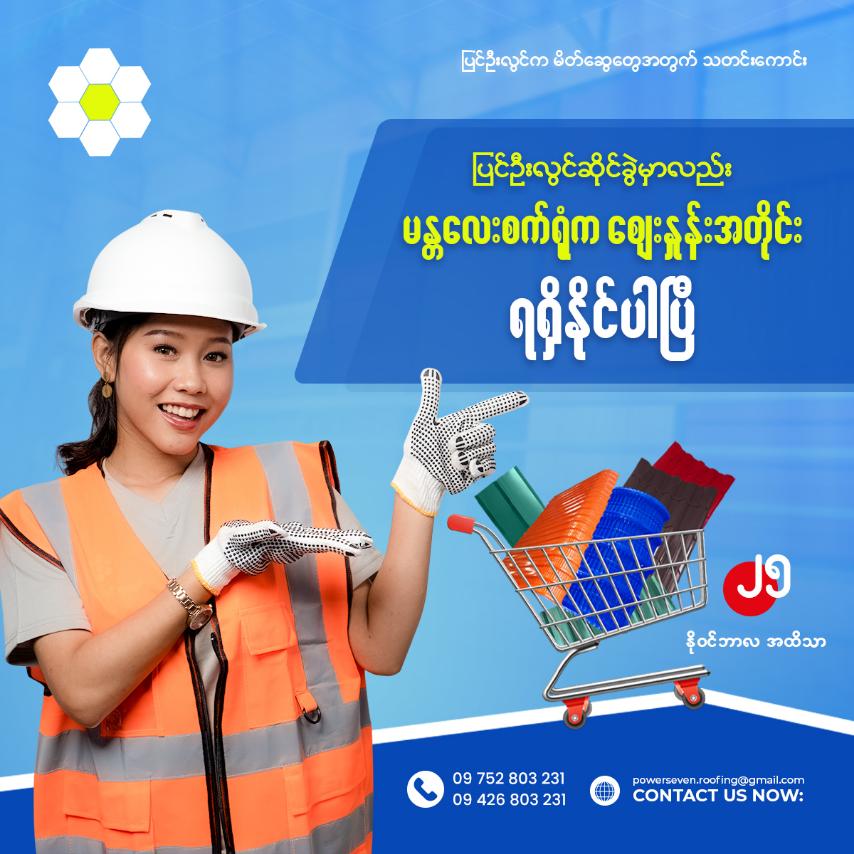 ပြင်ဦးလွင်က မိတ်ဆွေတွေအတွက် သတင်းကောင်း
ပြင်ဦးလွင်ဆိုင်ခွဲမှာလည်း
မန္တလေးစက်ရုံက ဈေးနှုန်းအတိုင်း
ရရှိနိုင်ပါပြီ
၂၅
နိုဝင်ဘာလ အထိသာ
09 752 803 231
09 426 803 231
powerseven.roofing@gmail.com
CONTACT US NOW: